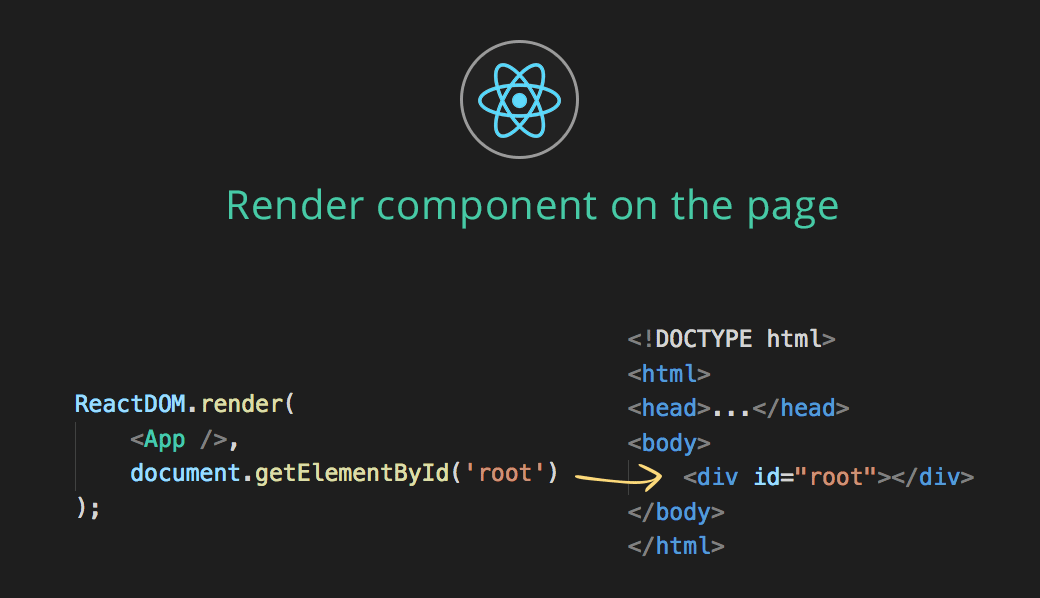 Render component on the page
ReactDOM.render(
<App />,
document.getElementById('root')
);
<!DOCTYPE html>
<html>
<head>...</head>
<body>
<div id="root"></div>
</body>
</html>